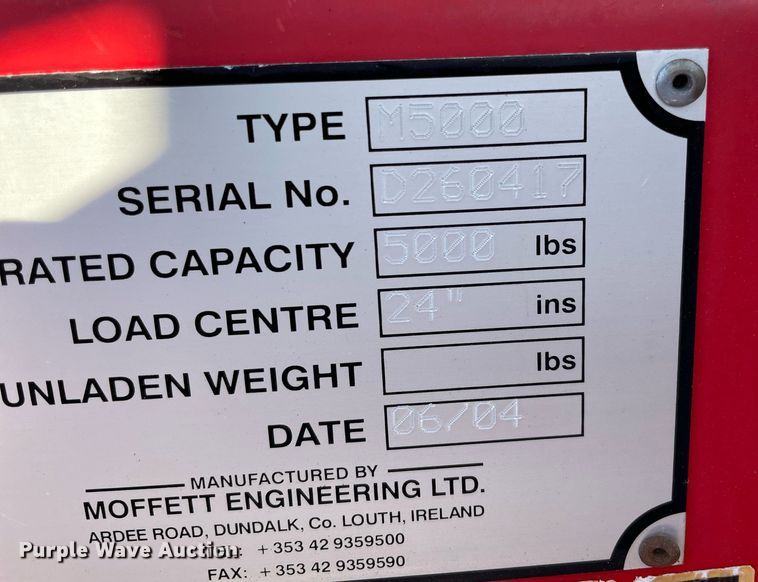 TYPE M5000
SERIAL No. D260417
RATED CAPACITY 5000 lbs
LOAD CENTRE 24" ins
UNLADEN WEIGHT lbs
DATE 06/04
MANUFACTURED BY
MOFFETT ENGINEERING LTD.
ARDEE ROAD, DUNDALK, Co. LOUTH, IRELAND
+353 42 9359500
FAX: +353 42 9359590
Purple Wave Auction